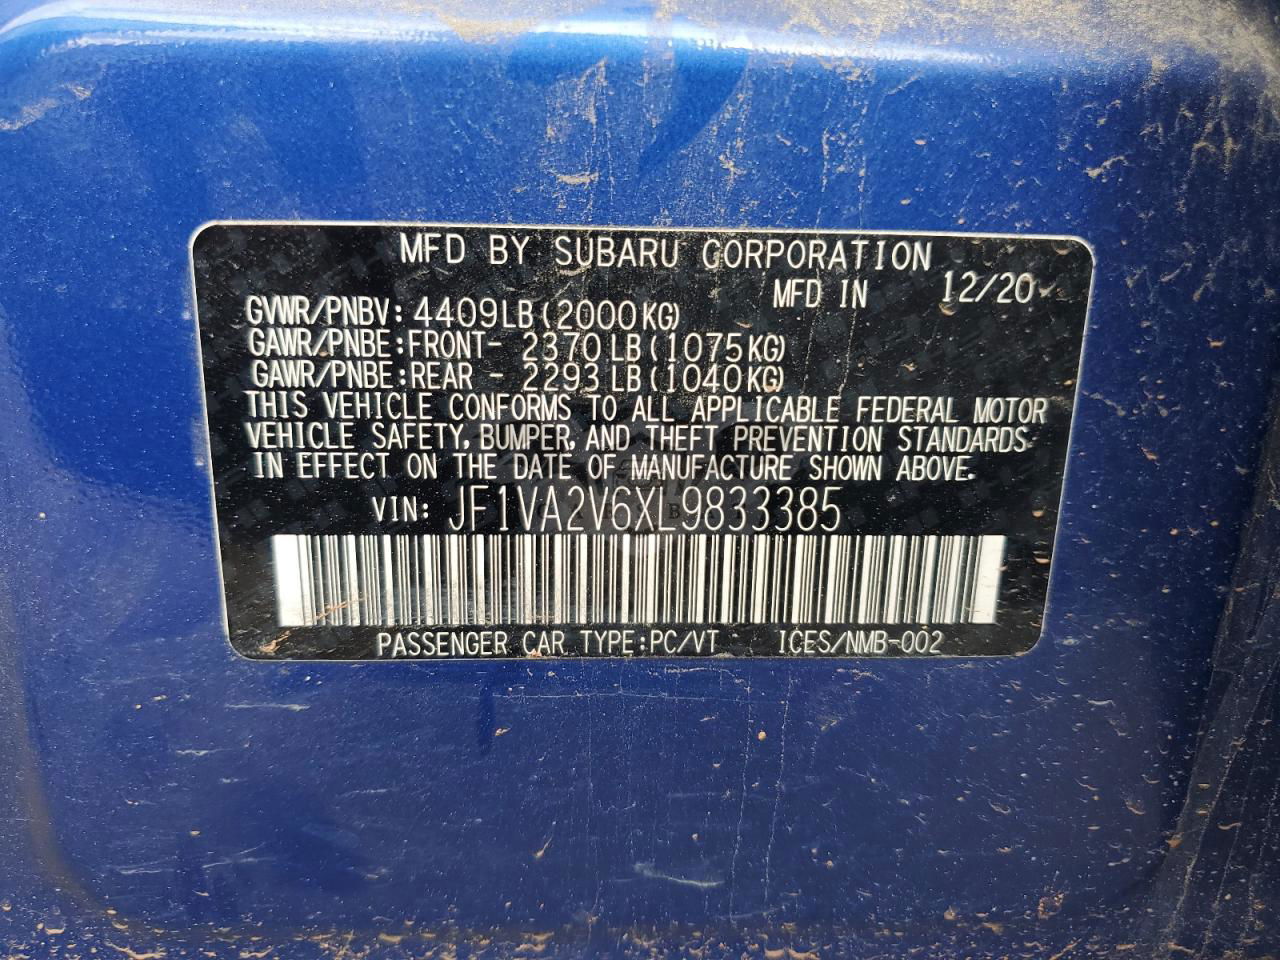 MFD BY SUBARU CORPORATION
MFD IN 12/20
GVWR/PNBV: 4409LB(2000KG)
GAWR/PNBE:FRONT- 2370LB(1075KG)
GAWR/PNBE:REAR - 2293LB(1040KG)
THIS VEHICLE CONFORMS TO ALL APPLICABLE FEDERAL MOTOR
VEHICLE SAFETY, BUMPER, AND THEFT PREVENTION STANDARDS
IN EFFECT ON THE DATE OF MANUFACTURE SHOWN ABOVE.
VIN: JF1VA2V6XL9833385
PASSENGER CAR TYPE:PC/VT ICES/NMB-002